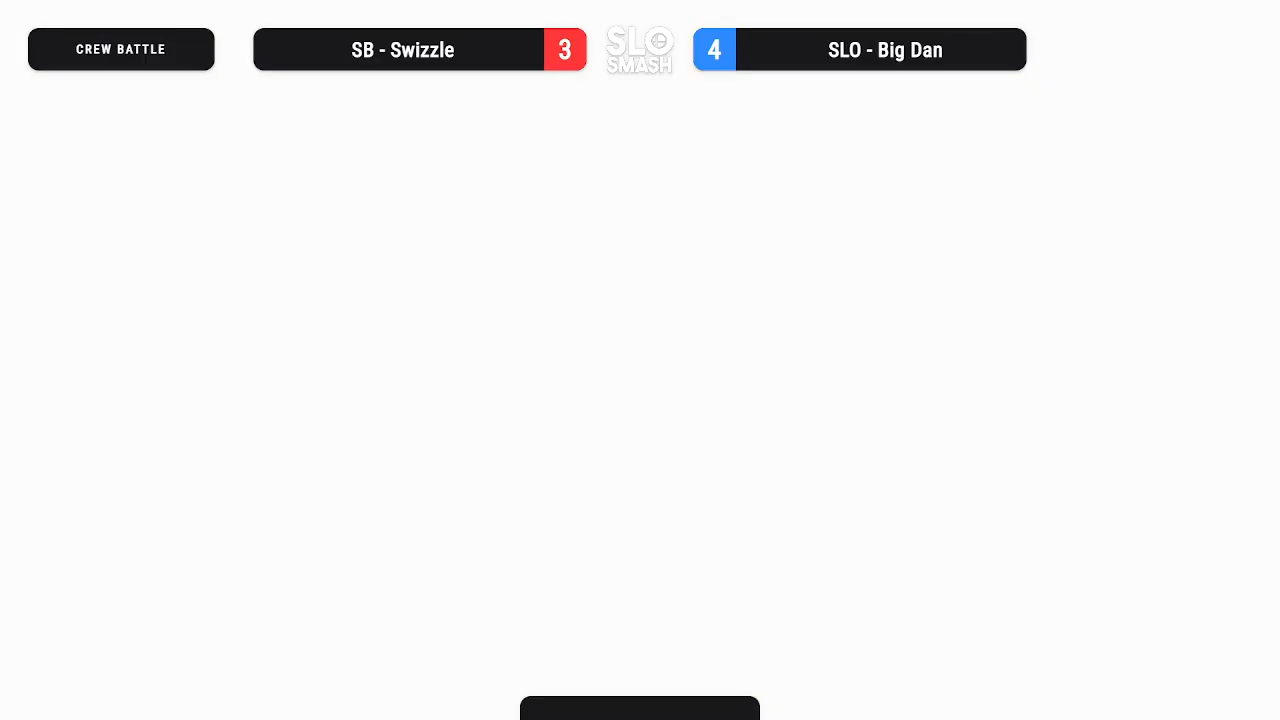 CREW BATTLE
SB - Swizzle 3
SLO
SMASH
4 SLO - Big Dan